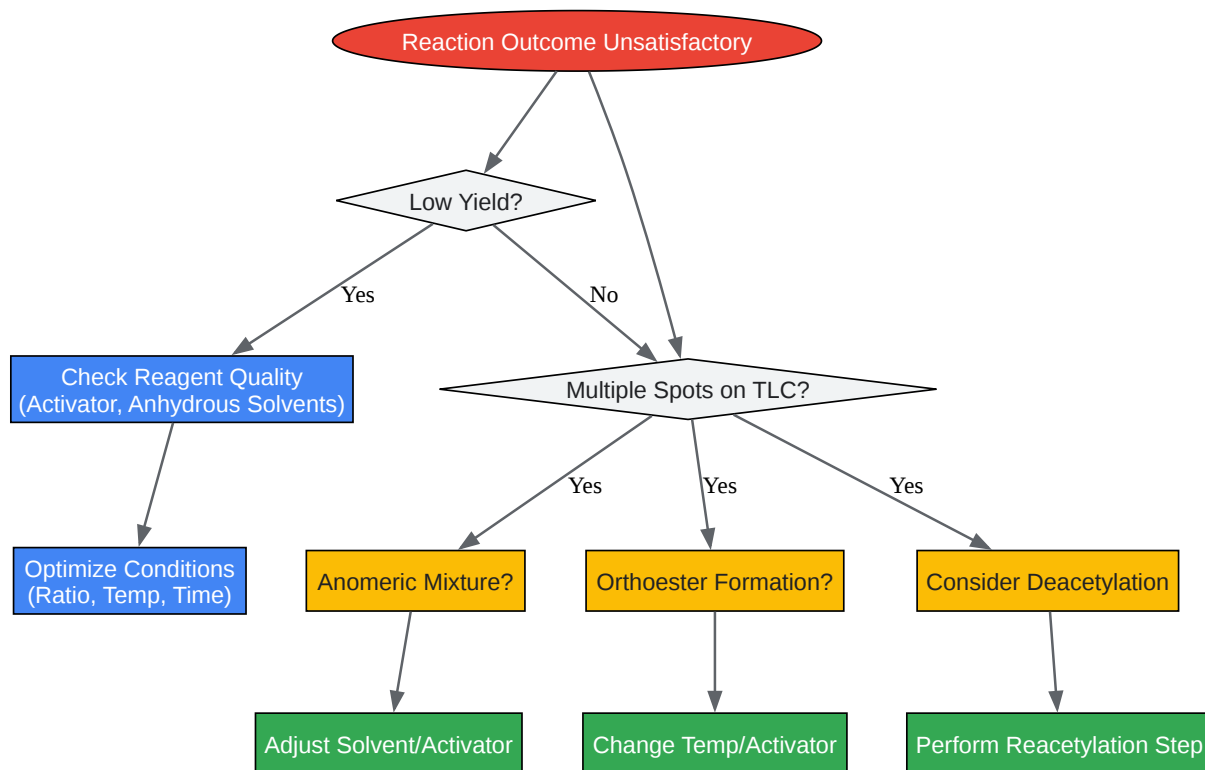 Reaction Outcome Unsatisfactory
Low Yield?
Yes
No
Check Reagent Quality
(Activator, Anhydrous Solvents)
Multiple Spots on TLC?
Yes
Yes
Yes
Optimize Conditions
(Ratio, Temp, Time)
Anomeric Mixture?
Orthoester Formation?
Consider Deacetylation
Adjust Solvent/Activator
Change Temp/Activator
Perform Reacetylation Step